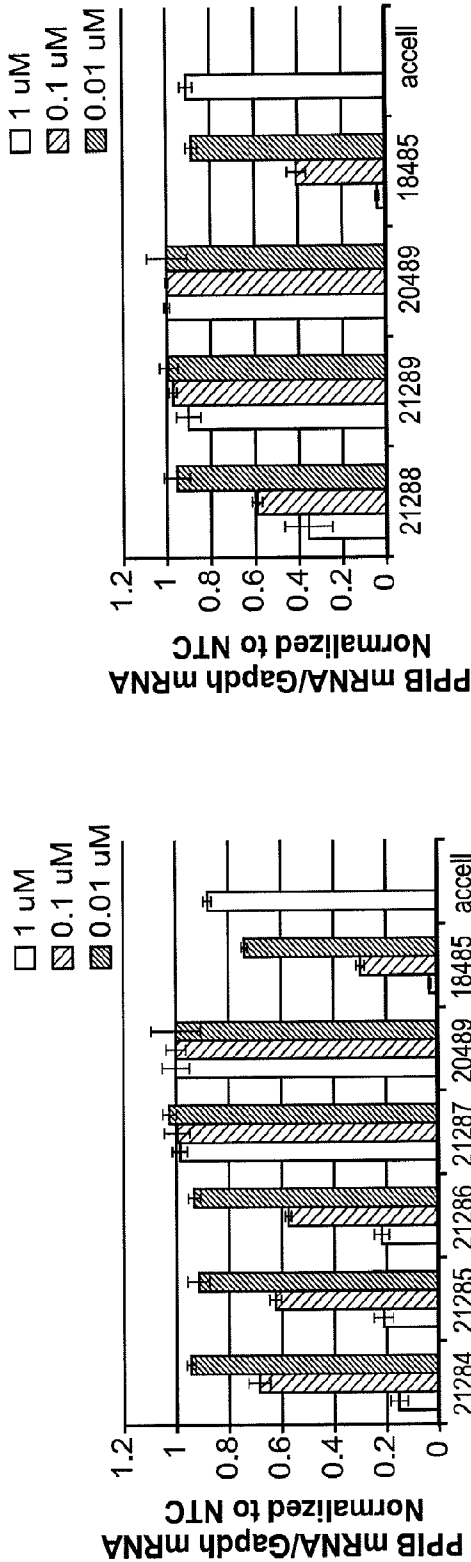 1 uM
0.1 uM
0.01 uM
PPIB mRNA/Gapdh mRNA
Normalized to NTC
1.2
1
0.8
0.6
0.4
0.2
0
21284
21285
21286
21287
20489
18485
accell
1 uM
0.1 uM
0.01 uM
PPIB mRNA/Gapdh mRNA
Normalized to NTC
1.2
1
0.8
0.6
0.4
0.2
0
21288
21289
20489
18485
accell